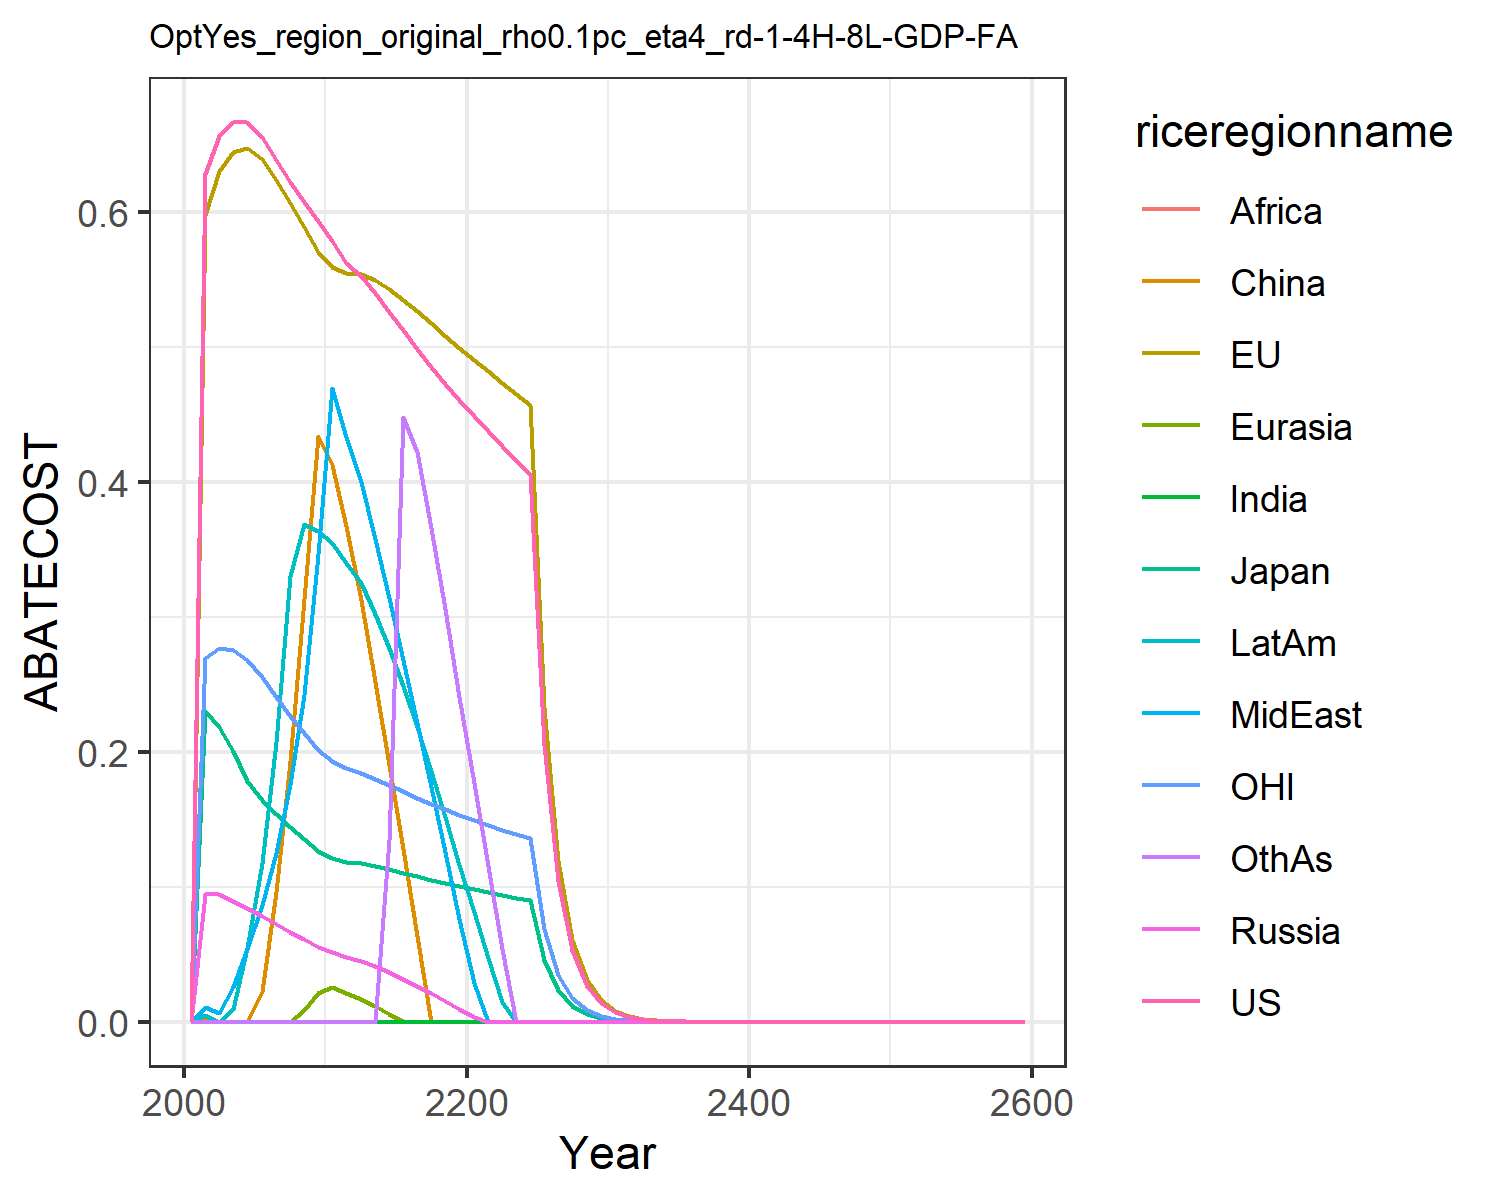 OptYes_region_original_rho0.1pc_eta4_rd-1-4H-8L-GDP-FA
riceregionname
Africa
China
EU
Eurasia
India
Japan
LatAm
MidEast
OHI
OthAs
Russia
US
ABATECOST
0.6
0.4
0.2
0.0
2000
2200
2400
2600
Year